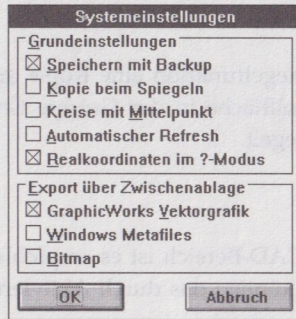 Systemeinstellungen
Grundeinstellungen
Speichern mit Backup
Kopie beim Spiegeln
Kreise mit Mittelpunkt
Automatischer Refresh
Realkoordinaten im ?-Modus
Export über Zwischenablage
GraphicWorks Vektorgrafik
Windows Metafiles
Bitmap
OK Abbruch